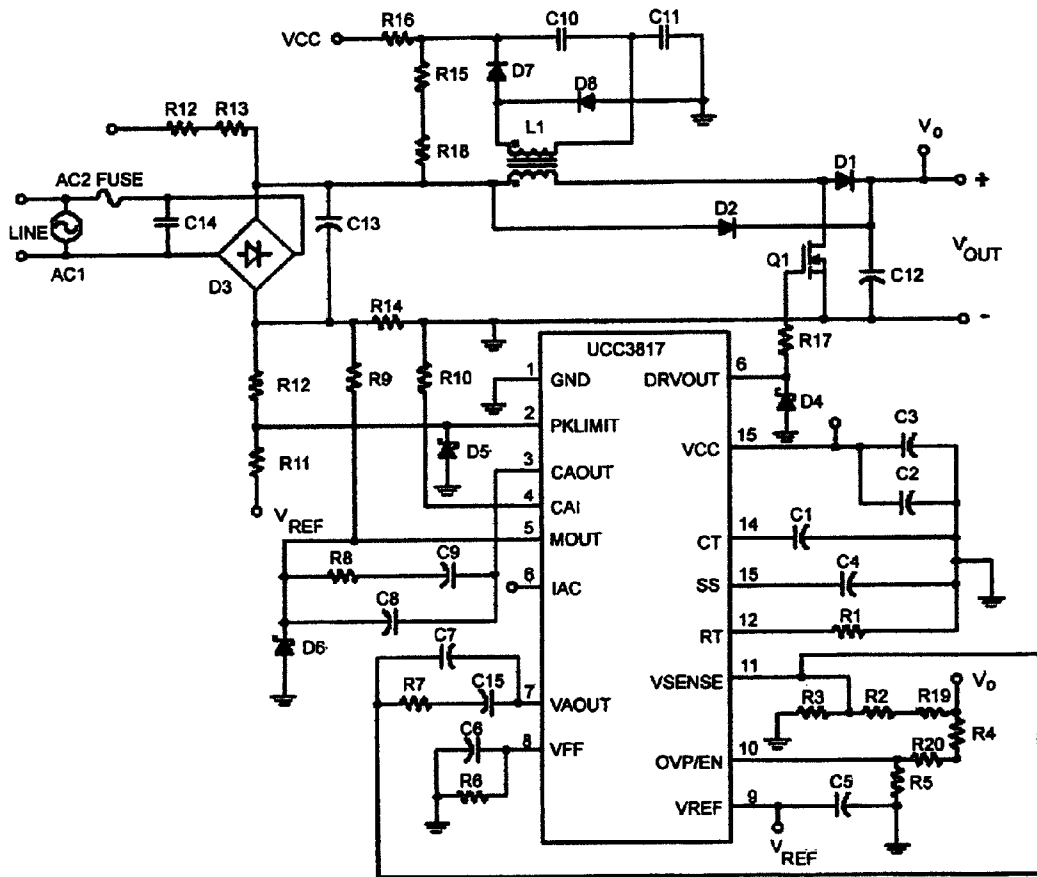 R16
C10
C11
VCC
R15
D7
D8
R12
R13
L1
R18
VO
D1
+
AC2 FUSE
LINE
C14
C13
D2
AC1
D3
Q1
VOUT
C12
R14
-
UCC3817
R17
R12
R9
R10
1
GND
DRVOUT
6
D4
2
PKLIMIT
C3
R11
D5
VCC
15
3
CAOUT
C2
4
CAI
VREF
5
MOUT
CT
14
C1
R8
C9
6
IAC
SS
15
C4
C8
RT
12
R1
D6
C7
11
VSENSE
VD
R7
C15
7
VAOUT
R3
R2
R19
R4
C6
8
VFF
10
OVP/EN
R20
R6
R5
VREF
9
C5
VREF